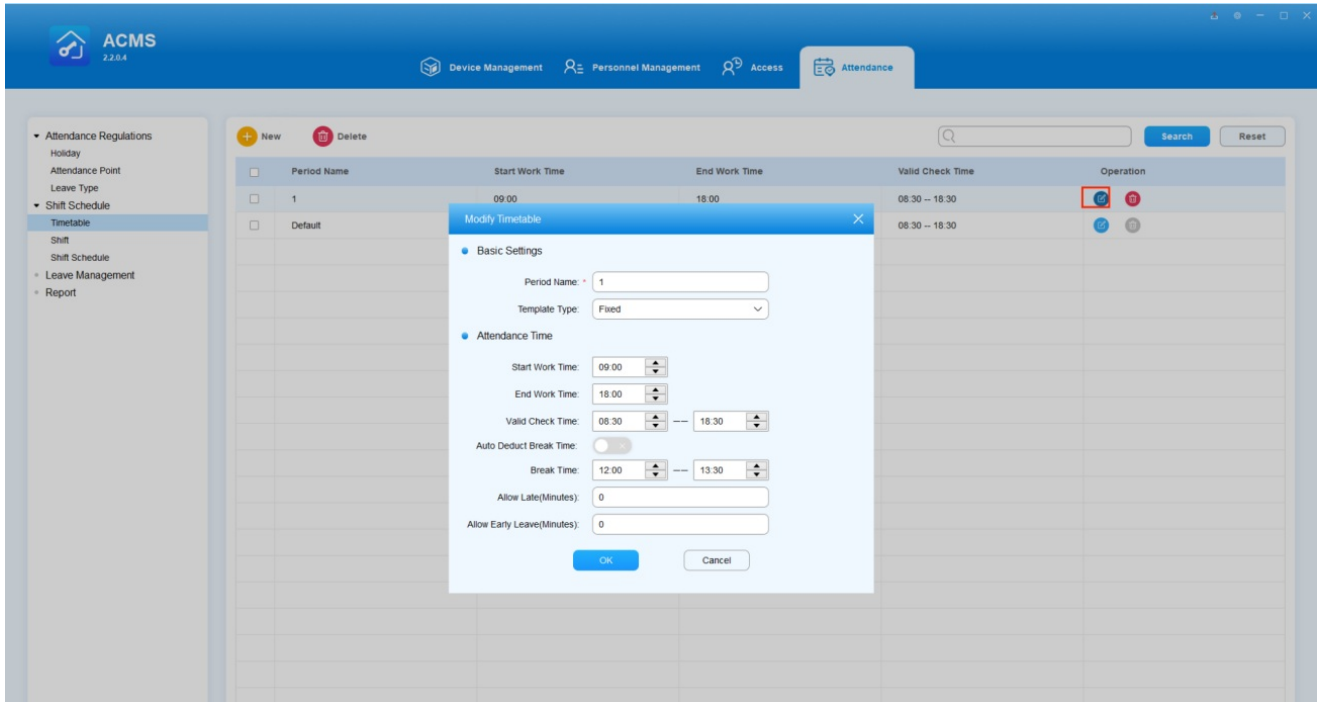 ACMS
2.2.0.4
Device Management Personnel Management Access Attendance
Attendance Regulations
Holiday
Attendance Point
Leave Type
Shift Schedule
Timetable
Shift
Shift Schedule
Leave Management
Report
New Delete Search Reset
Period Name Start Work Time End Work Time Valid Check Time Operation
1 09:00 18:00 08:30 -- 18:30
Default 08:30 -- 18:30
Modify Timetable
Basic Settings
Period Name: * 1
Template Type: Fixed
Attendance Time
Start Work Time: 09:00
End Work Time: 18:00
Valid Check Time: 08:30 -- 18:30
Auto Deduct Break Time:
Break Time: 12:00 -- 13:30
Allow Late(Minutes): 0
Allow Early Leave(Minutes): 0
OK Cancel